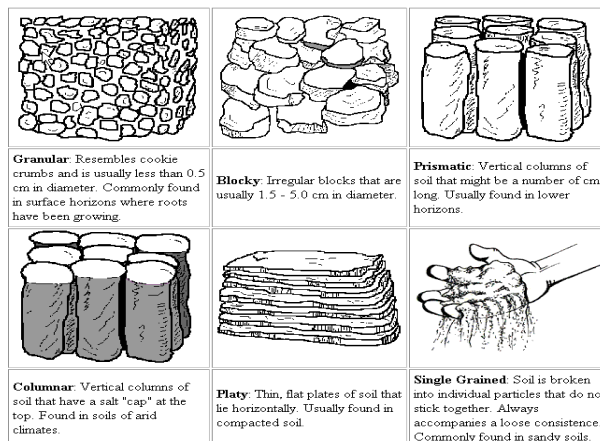 Granular: Resembles cookie
crumbs and is usually less than 0.5
cm in diameter. Commonly found
in surface horizons where roots
have been growing.
Blocky: Irregular blocks that are
usually 1.5 - 5.0 cm in diameter.
Prismatic: Vertical columns of
soil that might be a number of cm
long. Usually found in lower
horizons.
Columnar: Vertical columns of
soil that have a salt "cap" at the
top. Found in soils of arid
climates.
Platy: Thin, flat plates of soil that
lie horizontally. Usually found in
compacted soil.
Single Grained: Soil is broken
into individual particles that do no
stick together. Always
accompanies a loose consistence
Commonly found in sandy soils.